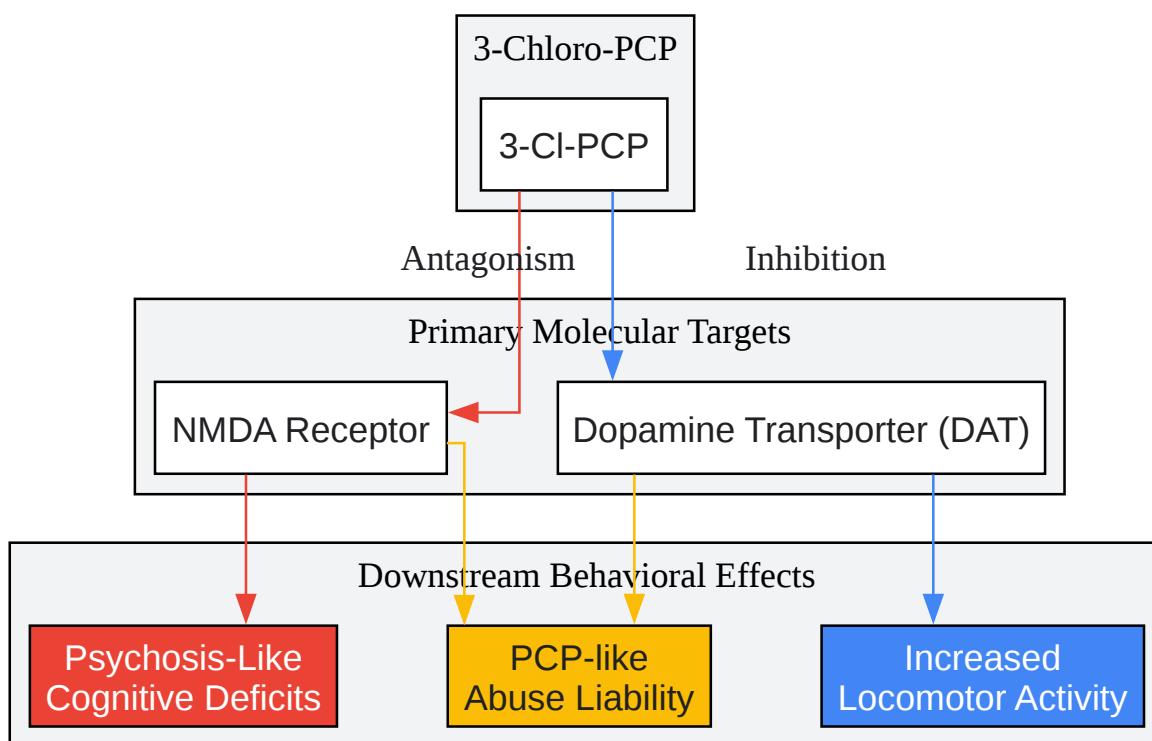 3-Chloro-PCP
3-Cl-PCP
Antagonism
Inhibition
Primary Molecular Targets
NMDA Receptor
Dopamine Transporter (DAT)
Downstream Behavioral Effects
Psychosis-Like
Cognitive Deficits
PCP-like
Abuse Liability
Increased
Locomotor Activity